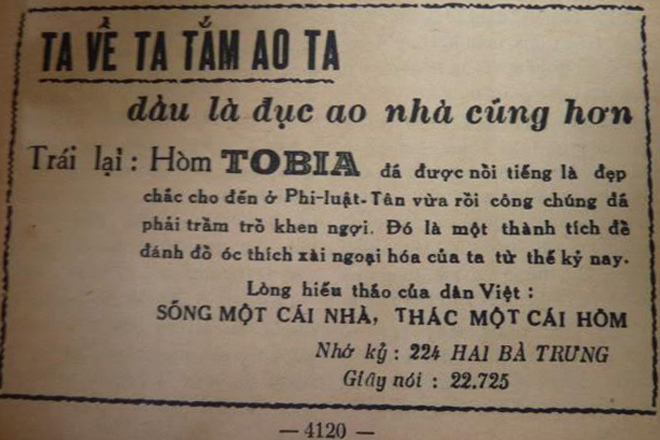 TA VỀ TA TẮM AO TA
dàu là đục ao nhà cũng hơn
Trái lại : Hòm TOBIA đã được nồi tiếng là đẹp
chắc cho đến ở Phi-luật-Tân vừa rồi công chúng đã
phải trầm trồ khen ngợi. Đó là một thành tích đề
đánh đồ óc thích xài ngoại hóa của ta từ thế kỷ nay.
Lòng hiếu thảo của dân Việt :
SỐNG MỘT CÁI NHÀ, THÁC MỘT CÁI HÒM
Nhớ kỹ : 224 HAI BÀ TRƯNG
Giây nói : 22.725
— 4120 —